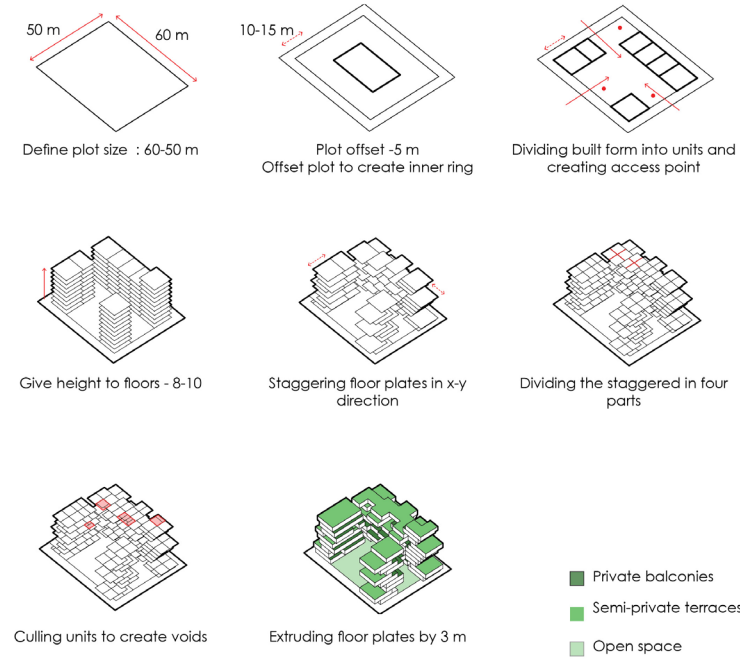 50 m
60 m
Define plot size : 60-50 m
10-15 m
Plot offset -5 m
Offset plot to create inner ring
Dividing built form into units and
creating access point
Give height to floors - 8-10
Staggering floor plates in x-y
direction
Dividing the staggered in four
parts
Culling units to create voids
Extruding floor plates by 3 m
Private balconies
Semi-private terraces
Open space